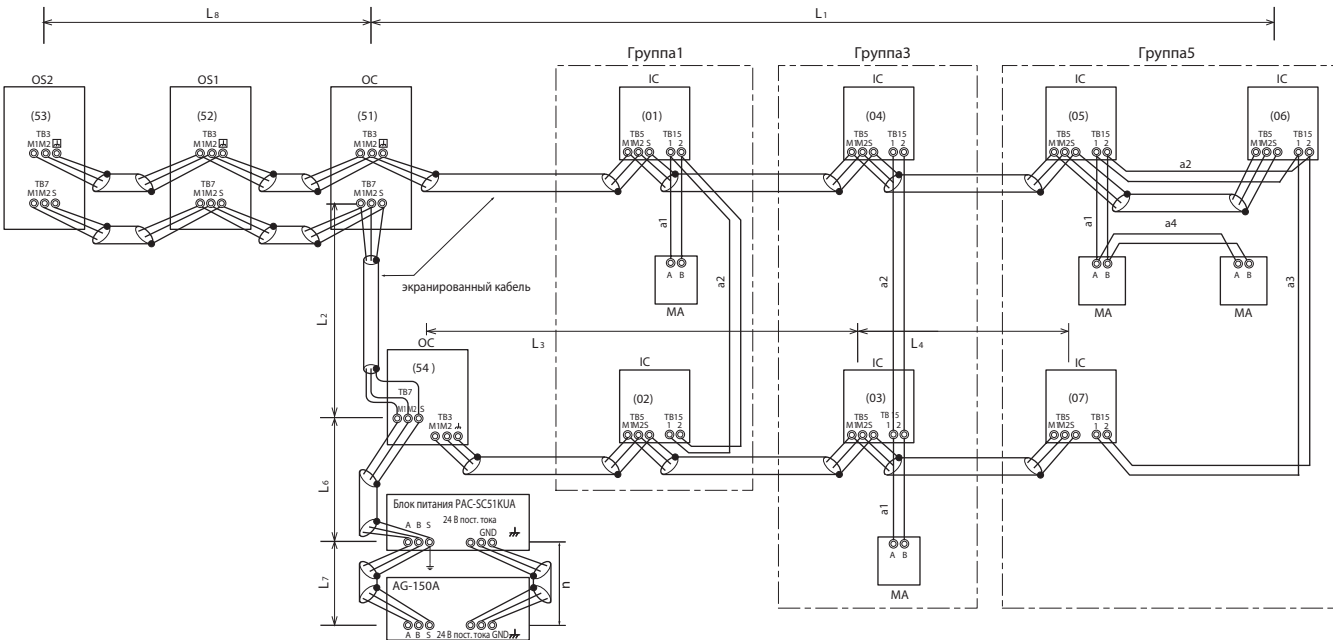 L8
L1
Группа1
Группа3
Группа5
OS2
OS1
OC
IC
IC
IC
IC
(53)
(52)
(51)
(01)
(04)
(05)
(06)
TB3
M1M2
TB3
M1M2
TB3
M1M2
TB5
M1M2S
TB15
1 2
TB5
M1M2S
TB15
1 2
TB5
M1M2S
TB15
1 2
TB5
M1M2S
TB15
1 2
TB7
M1M2 S
TB7
M1M2 S
TB7
M1M2 S
a2
a1
a2
a2
a1
a4
a3
A B
MA
A B
MA
A B
MA
экранированный кабель
L2
L3
L4
OC
IC
IC
IC
(54 )
(02)
(03)
(07)
TB7
M1M2 S
TB3
M1M2
TB5
M1M2S
TB15
1 2
TB5
M1M2S
TB15
1 2
TB5
M1M2S
TB15
1 2
L6
Блок питания PAC-SC51KUA
A B S
24 В пост. тока
GND
a1
A B
MA
L7
n
AG-150A
A B S
24 В пост. тока GND